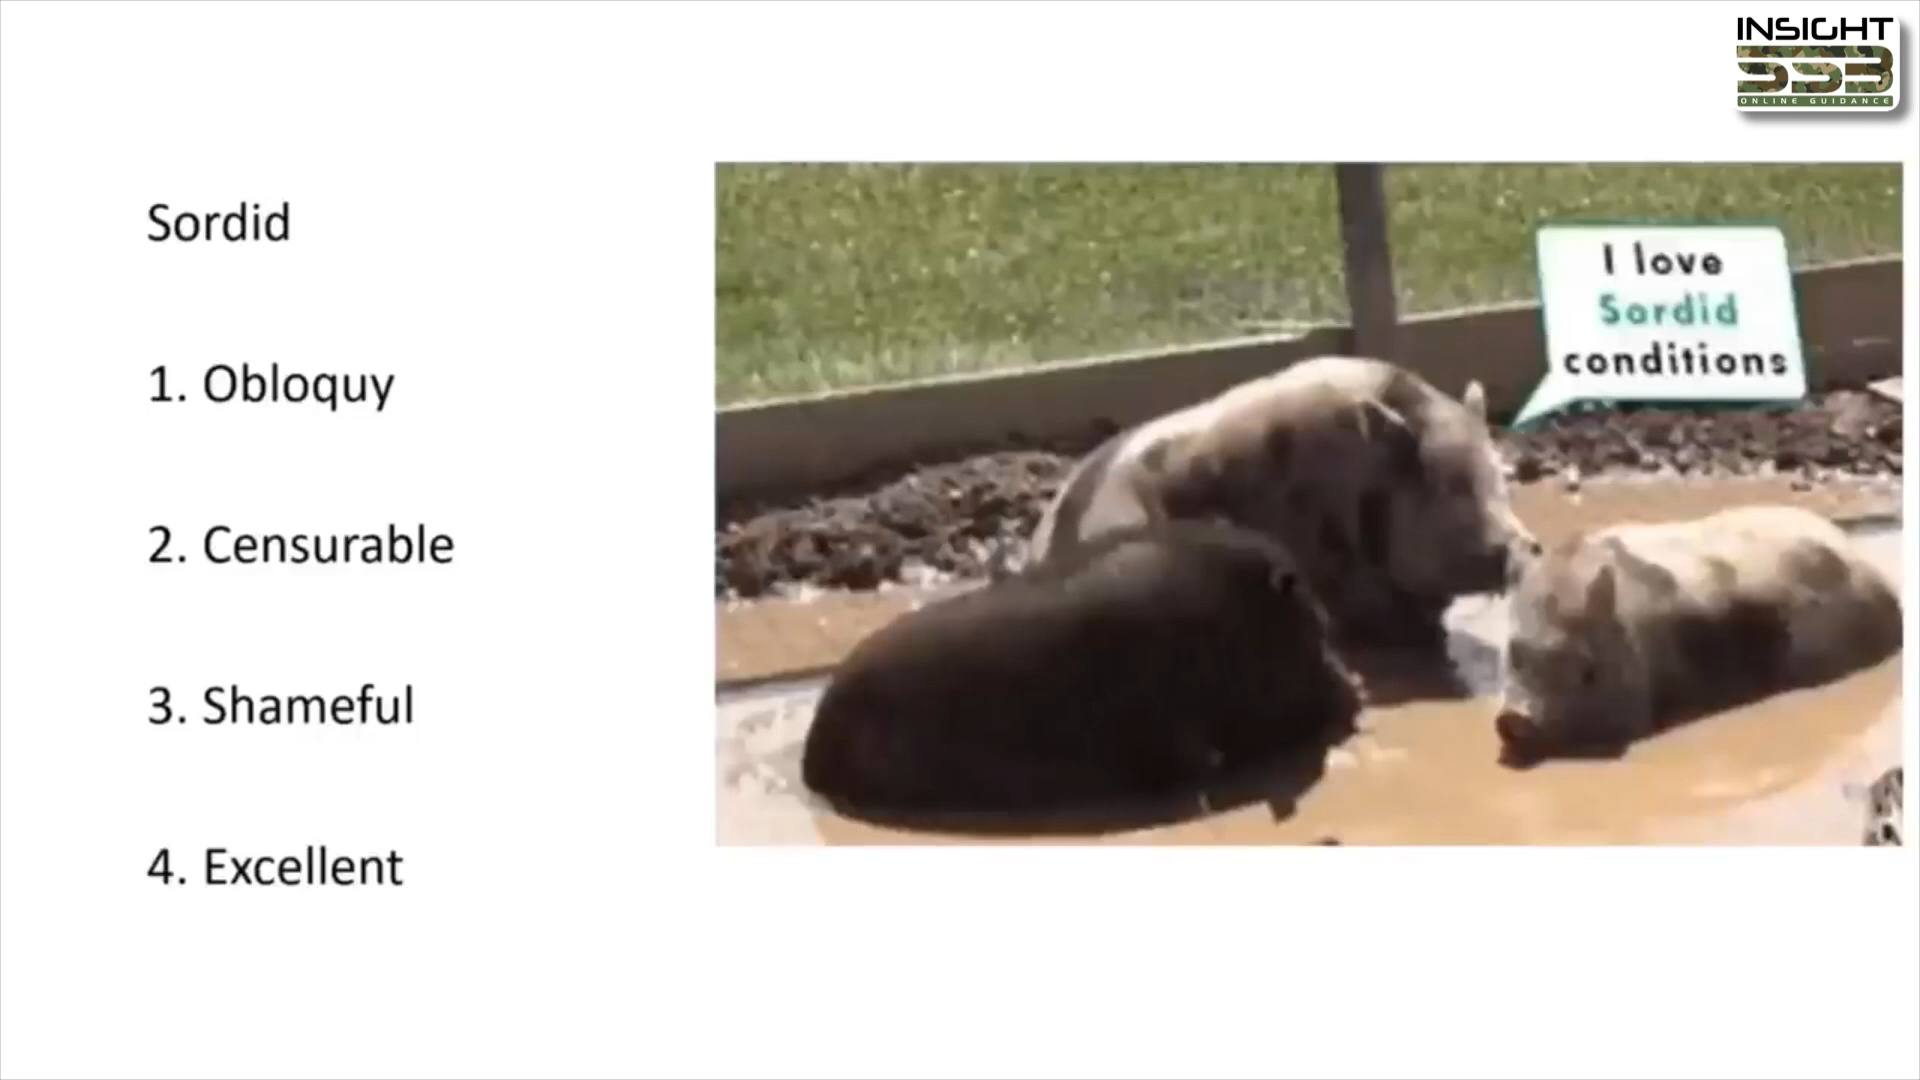 INSIGHT
SSB
ONLINE GUIDANCE
Sordid
1. Obloquy
2. Censurable
3. Shameful
4. Excellent
I love
Sordid
conditions